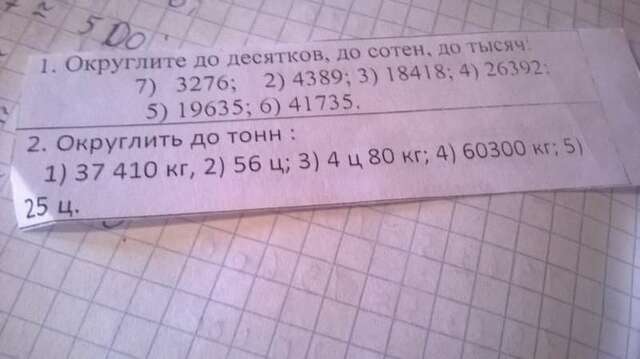 ≈ 500
1. Округлите до десятков, до сотен, до тысяч:
7) 3276; 2) 4389; 3) 18418; 4) 26392;
5) 19635; 6) 41735.
2. Округлить до тонн :
1) 37 410 кг, 2) 56 ц; 3) 4 ц 80 кг; 4) 60300 кг; 5)
25 ц.